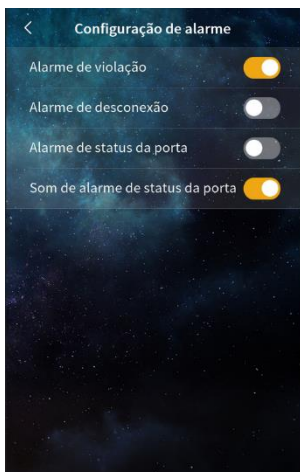 Configuração de alarme
Alarme de violação
Alarme de desconexão
Alarme de status da porta
Som de alarme de status da porta